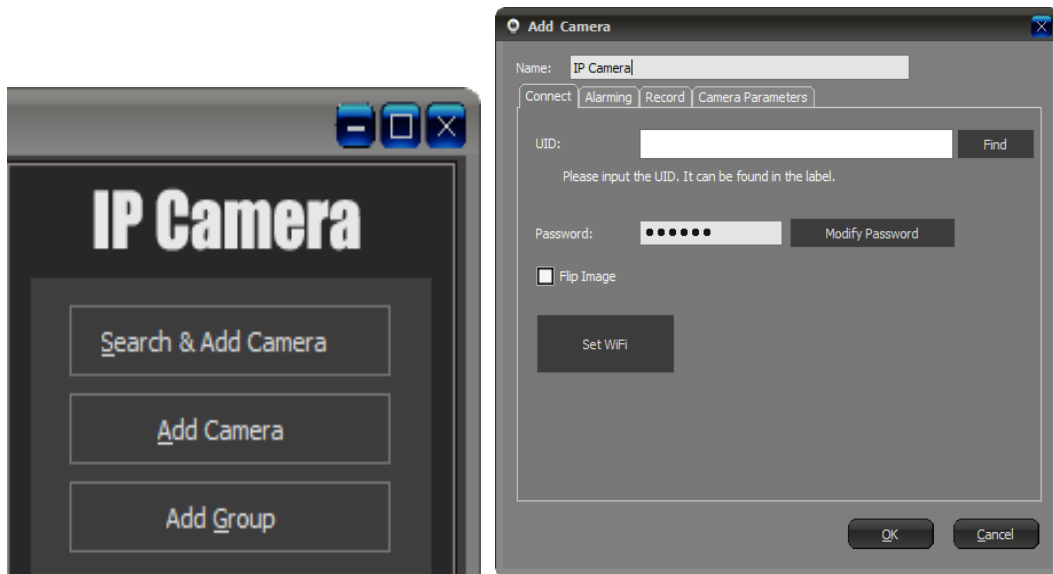 IP Camera
Search & Add Camera
Add Camera
Add Group
Add Camera
Name: IP Camera
Connect Alarming Record Camera Parameters
UID: Find
Please input the UID. It can be found in the label.
Password: ●●●●●● Modify Password
Flip Image
Set WiFi
OK Cancel